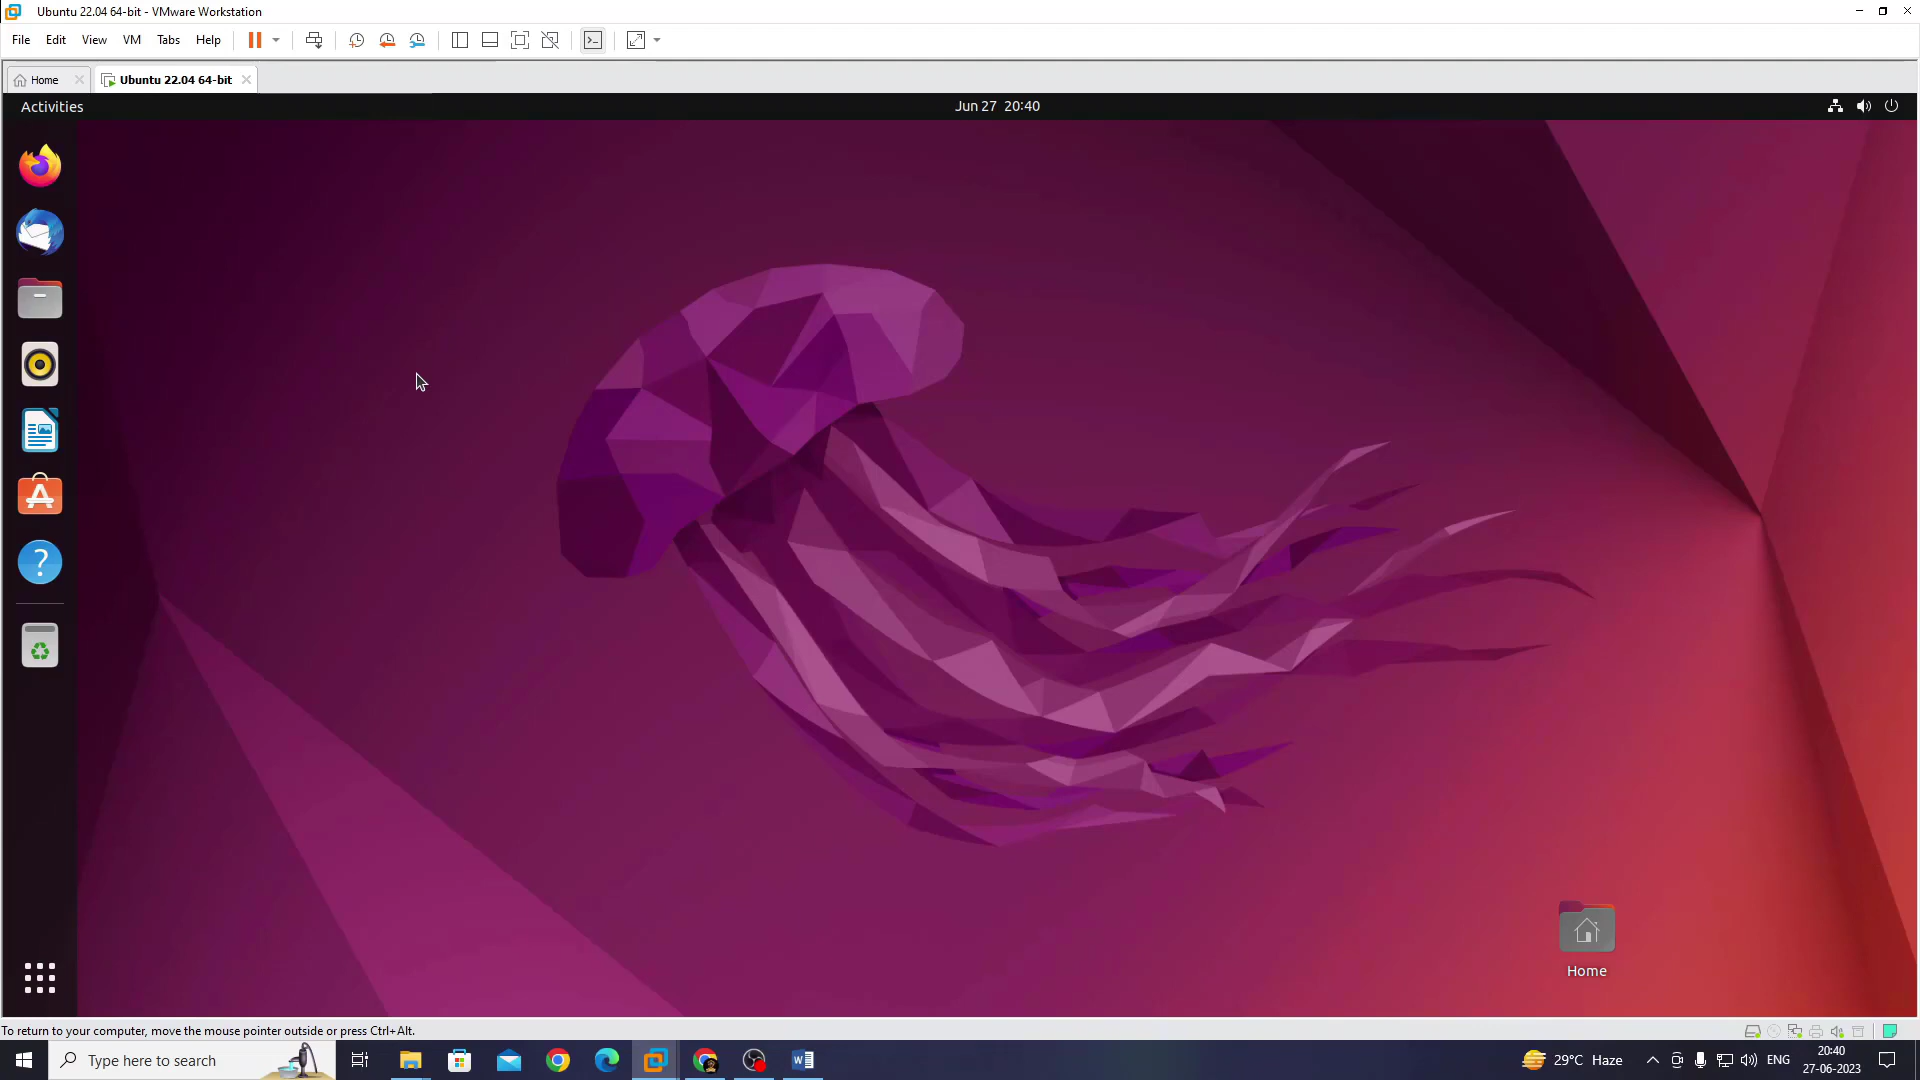 Ubuntu 22.04 64-bit - VMware Workstation
File Edit View VM Tabs Help
Home
Ubuntu 22.04 64-bit
Activities
Jun 27 20:40
Home
To return to your computer, move the mouse pointer outside or press Ctrl+Alt.
Type here to search
29°C Haze
ENG
20:40
27-06-2023